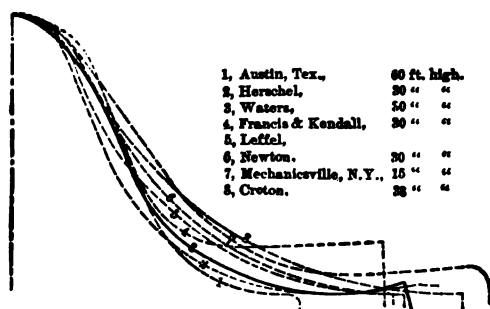 1, Austin, Tex., 60 ft. high.
2, Herschel, 30 " "
3, Waters, 50 " "
4, Francis & Kendall, 30 " "
5, Leffel,
6, Newton. 30 " "
7, Mechanicsville, N.Y., 15 " "
8, Croton. 38 " "